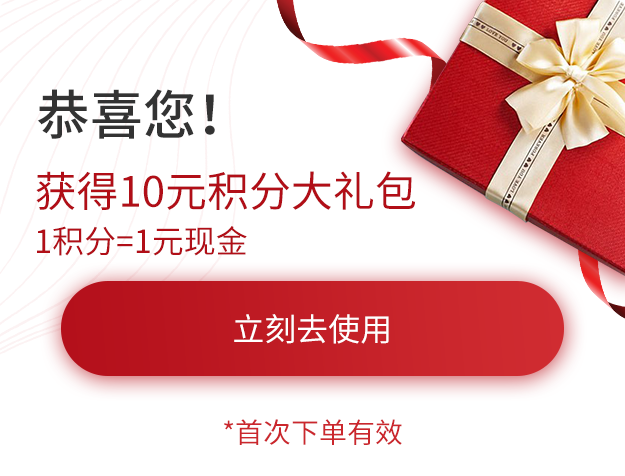 恭喜您！
获得10元积分大礼包
1积分=1元现金
立刻去使用
*首次下单有效